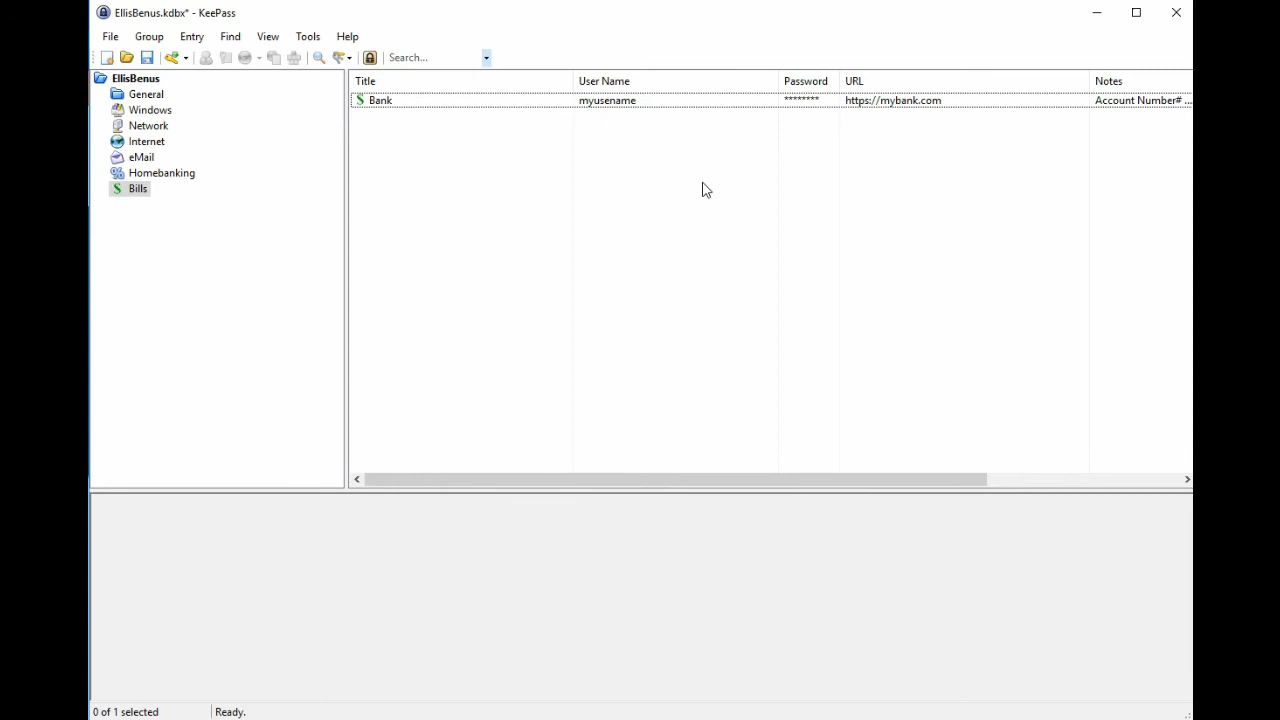 EllisBenus.kdbx* - KeePass
File Group Entry Find View Tools Help
Search...
EllisBenus
General
Windows
Network
Internet
eMail
Homebanking
Bills
Title User Name Password URL Notes
Bank myusename ******** https://mybank.com Account Number# ...
0 of 1 selected Ready.